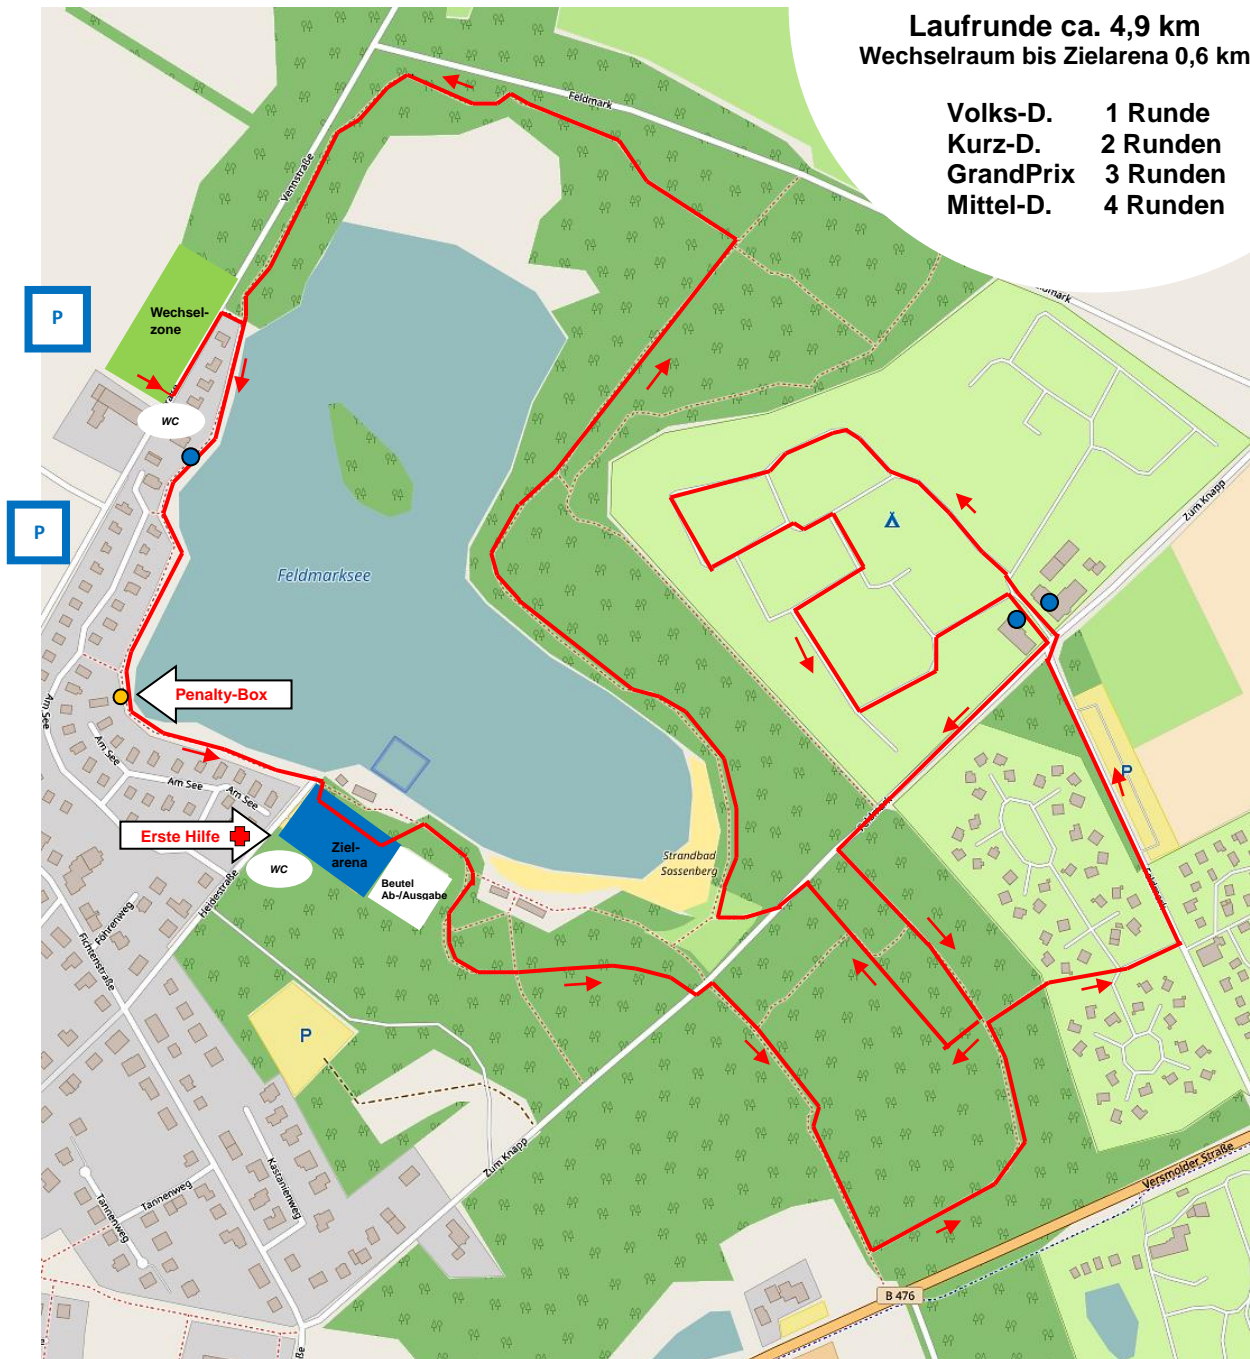 Laufrunde ca. 4,9 km
Wechselraum bis Zielarena 0,6 km
Volks-D. 1 Runde
Kurz-D. 2 Runden
GrandPrix 3 Runden
Mittel-D. 4 Runden
Feldmark
Vennstraße
P
Wechsel-
zone
WC
P
Zum Knapp
Feldmarksee
Penalty-Box
Am See
Am See
Am See
Am See
P
Erste Hilfe
Ziel-
arena
WC
Beutel
Ab-/Ausgabe
Strandbad
Sassenberg
Feldmark
Feldmark
Heidestraße
Föhrenweg
Fichtenstraße
P
Zum Knapp
Kastanienweg
Tannenweg
Tannenweg
Versmolder Straße
B 476